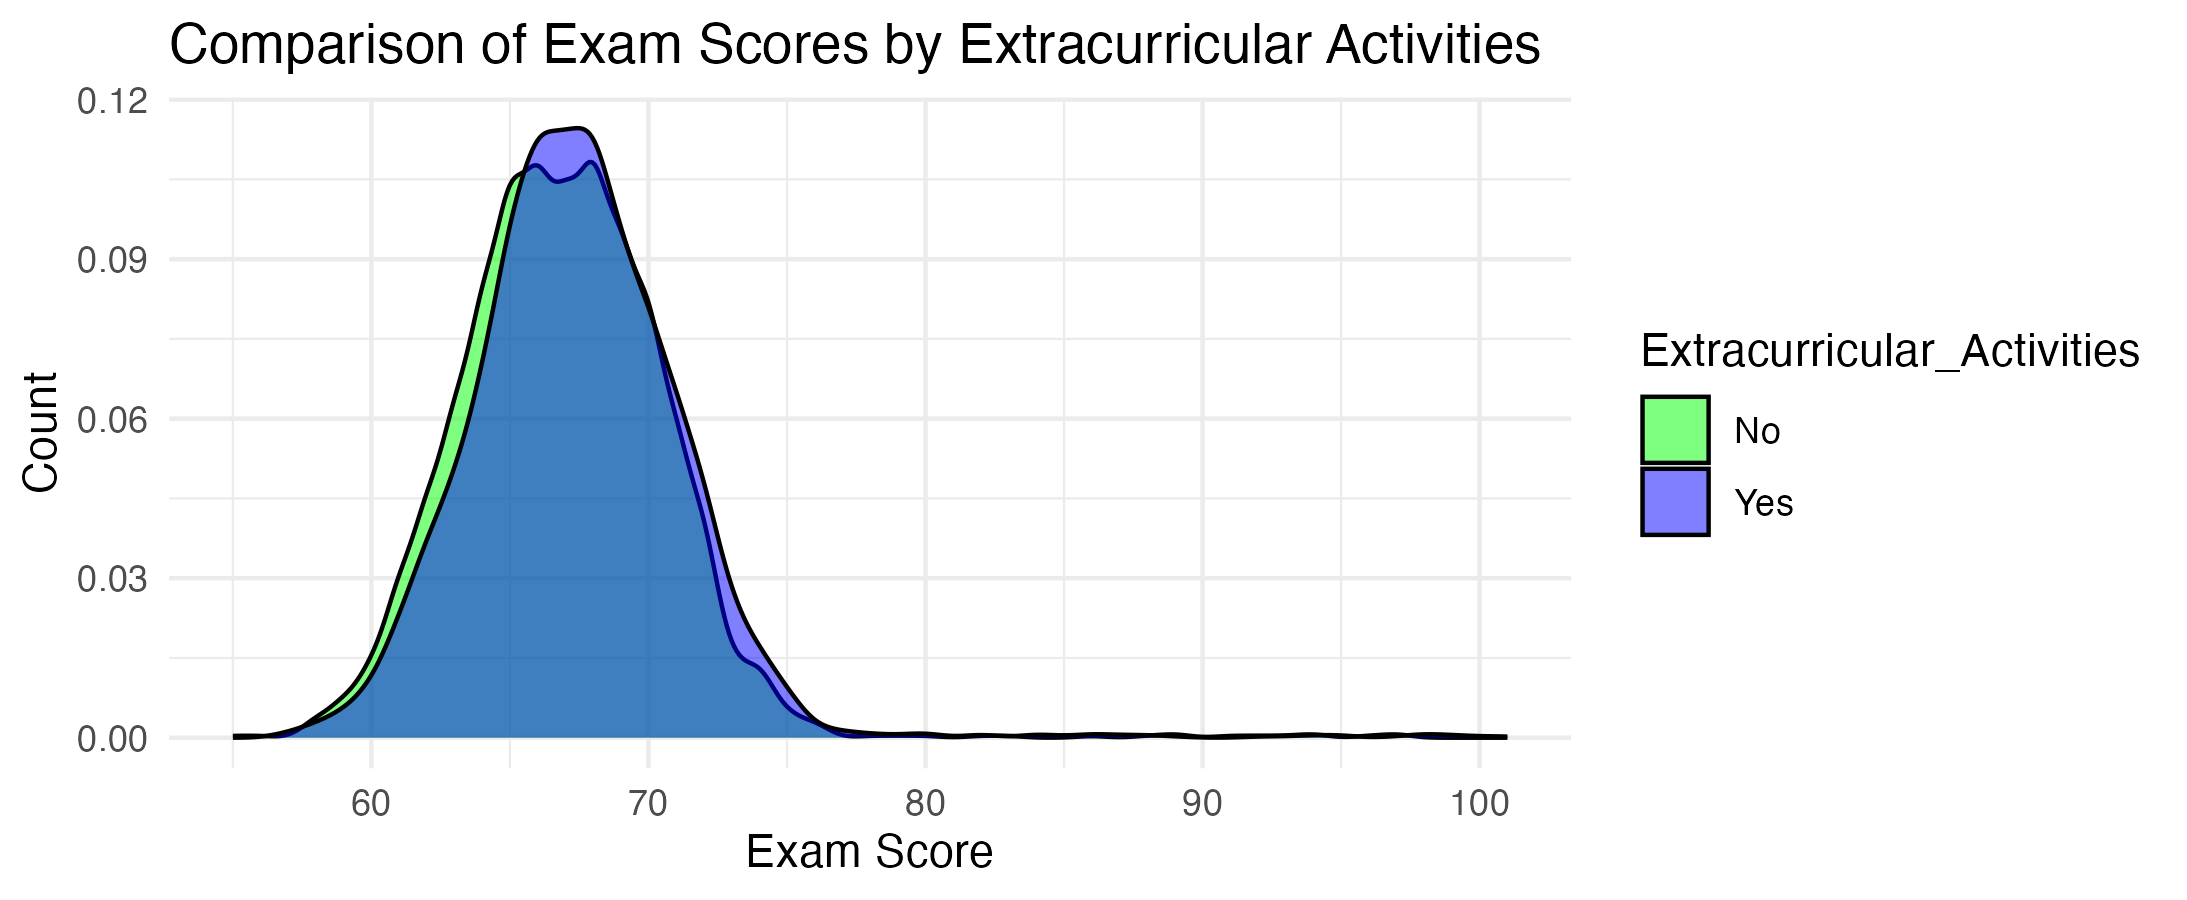 Comparison of Exam Scores by Extracurricular Activities
0.12
0.09
0.06
0.03
0.00
Count
60 70 80 90 100
Exam Score
Extracurricular_Activities
No
Yes